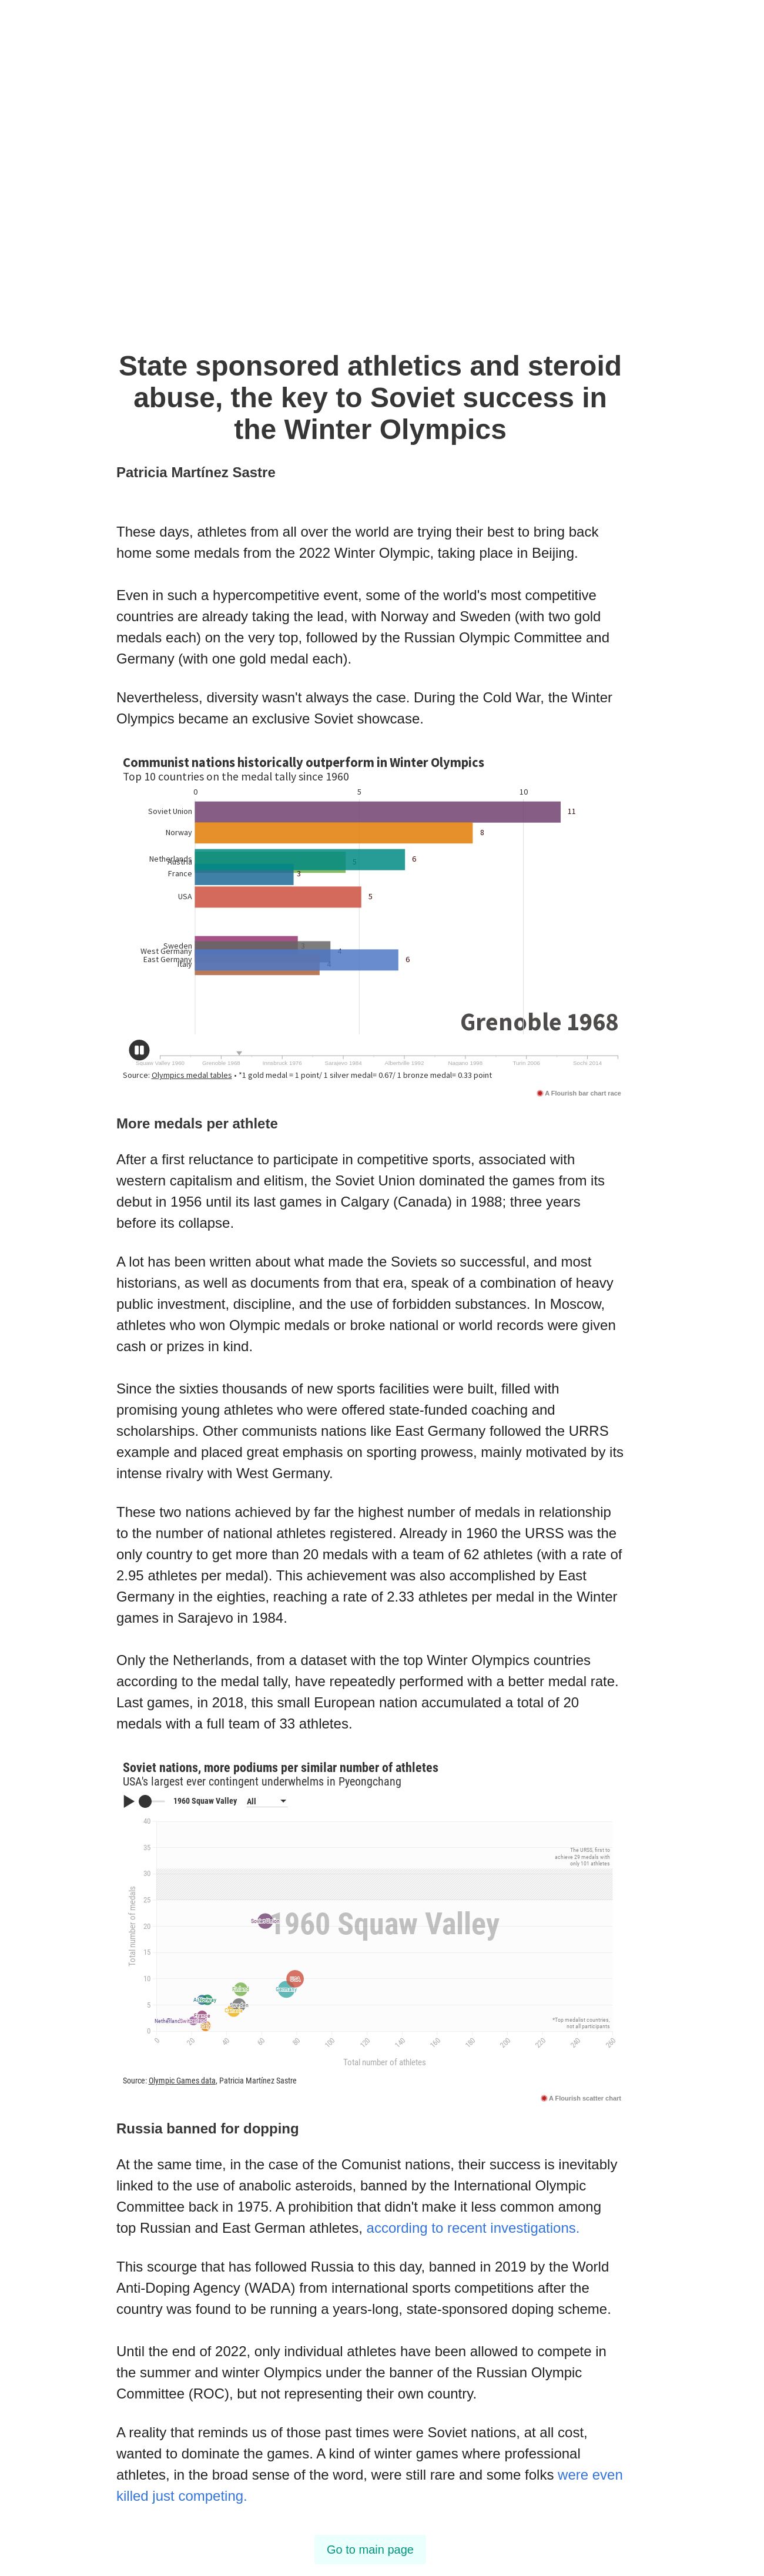 State sponsored athletics and steroid
abuse, the key to Soviet success in
the Winter Olympics
Patricia Martínez Sastre
These days, athletes from all over the world are trying their best to bring back
home some medals from the 2022 Winter Olympic, taking place in Beijing.
Even in such a hypercompetitive event, some of the world's most competitive
countries are already taking the lead, with Norway and Sweden (with two gold
medals each) on the very top, followed by the Russian Olympic Committee and
Germany (with one gold medal each).
Nevertheless, diversity wasn't always the case. During the Cold War, the Winter
Olympics became an exclusive Soviet showcase.
Communist nations historically outperform in Winter Olympics
Top 10 countries on the medal tally since 1960
0 5 10
Soviet Union 11
Norway 8
Netherlands 6
Austria 5
France 3
USA 5
Sweden
West Germany 4
East Germany 6
Italy
Grenoble 1968
Squaw Valley 1960 Grenoble 1968 Innsbruck 1976 Sarajevo 1984 Albertville 1992 Nagano 1998 Turin 2006 Sochi 2014
Source: Olympics medal tables • *1 gold medal = 1 point/ 1 silver medal= 0.67/ 1 bronze medal= 0.33 point
A Flourish bar chart race
More medals per athlete
After a first reluctance to participate in competitive sports, associated with
western capitalism and elitism, the Soviet Union dominated the games from its
debut in 1956 until its last games in Calgary (Canada) in 1988; three years
before its collapse.
A lot has been written about what made the Soviets so successful, and most
historians, as well as documents from that era, speak of a combination of heavy
public investment, discipline, and the use of forbidden substances. In Moscow,
athletes who won Olympic medals or broke national or world records were given
cash or prizes in kind.
Since the sixties thousands of new sports facilities were built, filled with
promising young athletes who were offered state-funded coaching and
scholarships. Other communists nations like East Germany followed the URRS
example and placed great emphasis on sporting prowess, mainly motivated by its
intense rivalry with West Germany.
These two nations achieved by far the highest number of medals in relationship
to the number of national athletes registered. Already in 1960 the URSS was the
only country to get more than 20 medals with a team of 62 athletes (with a rate of
2.95 athletes per medal). This achievement was also accomplished by East
Germany in the eighties, reaching a rate of 2.33 athletes per medal in the Winter
games in Sarajevo in 1984.
Only the Netherlands, from a dataset with the top Winter Olympics countries
according to the medal tally, have repeatedly performed with a better medal rate.
Last games, in 2018, this small European nation accumulated a total of 20
medals with a full team of 33 athletes.
Soviet nations, more podiums per similar number of athletes
USA's largest ever contingent underwhelms in Pyeongchang
1960 Squaw Valley All
40
35
The URSS, first to
achieve 29 medals with
only 101 athletes
30
25
1960 Squaw Valley
20
15
10
5
*Top medalist countries,
not all participants
0
Total number of medals
0 20 40 60 80 100 120 140 160 180 200 220 240 260
Total number of athletes
Source: Olympic Games data, Patricia Martínez Sastre
A Flourish scatter chart
Russia banned for dopping
At the same time, in the case of the Comunist nations, their success is inevitably
linked to the use of anabolic asteroids, banned by the International Olympic
Committee back in 1975. A prohibition that didn't make it less common among
top Russian and East German athletes, according to recent investigations.
This scourge that has followed Russia to this day, banned in 2019 by the World
Anti-Doping Agency (WADA) from international sports competitions after the
country was found to be running a years-long, state-sponsored doping scheme.
Until the end of 2022, only individual athletes have been allowed to compete in
the summer and winter Olympics under the banner of the Russian Olympic
Committee (ROC), but not representing their own country.
A reality that reminds us of those past times were Soviet nations, at all cost,
wanted to dominate the games. A kind of winter games where professional
athletes, in the broad sense of the word, were still rare and some folks were even
killed just competing.
Go to main page